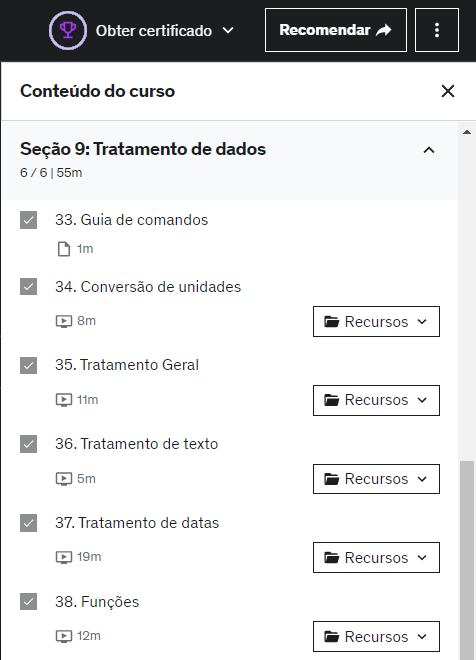 Obter certificado
Recomendar
Conteúdo do curso
Seção 9: Tratamento de dados
6 / 6 | 55m
33. Guia de comandos
1m
34. Conversão de unidades
8m
Recursos
35. Tratamento Geral
11m
Recursos
36. Tratamento de texto
5m
Recursos
37. Tratamento de datas
19m
Recursos
38. Funções
12m
Recursos